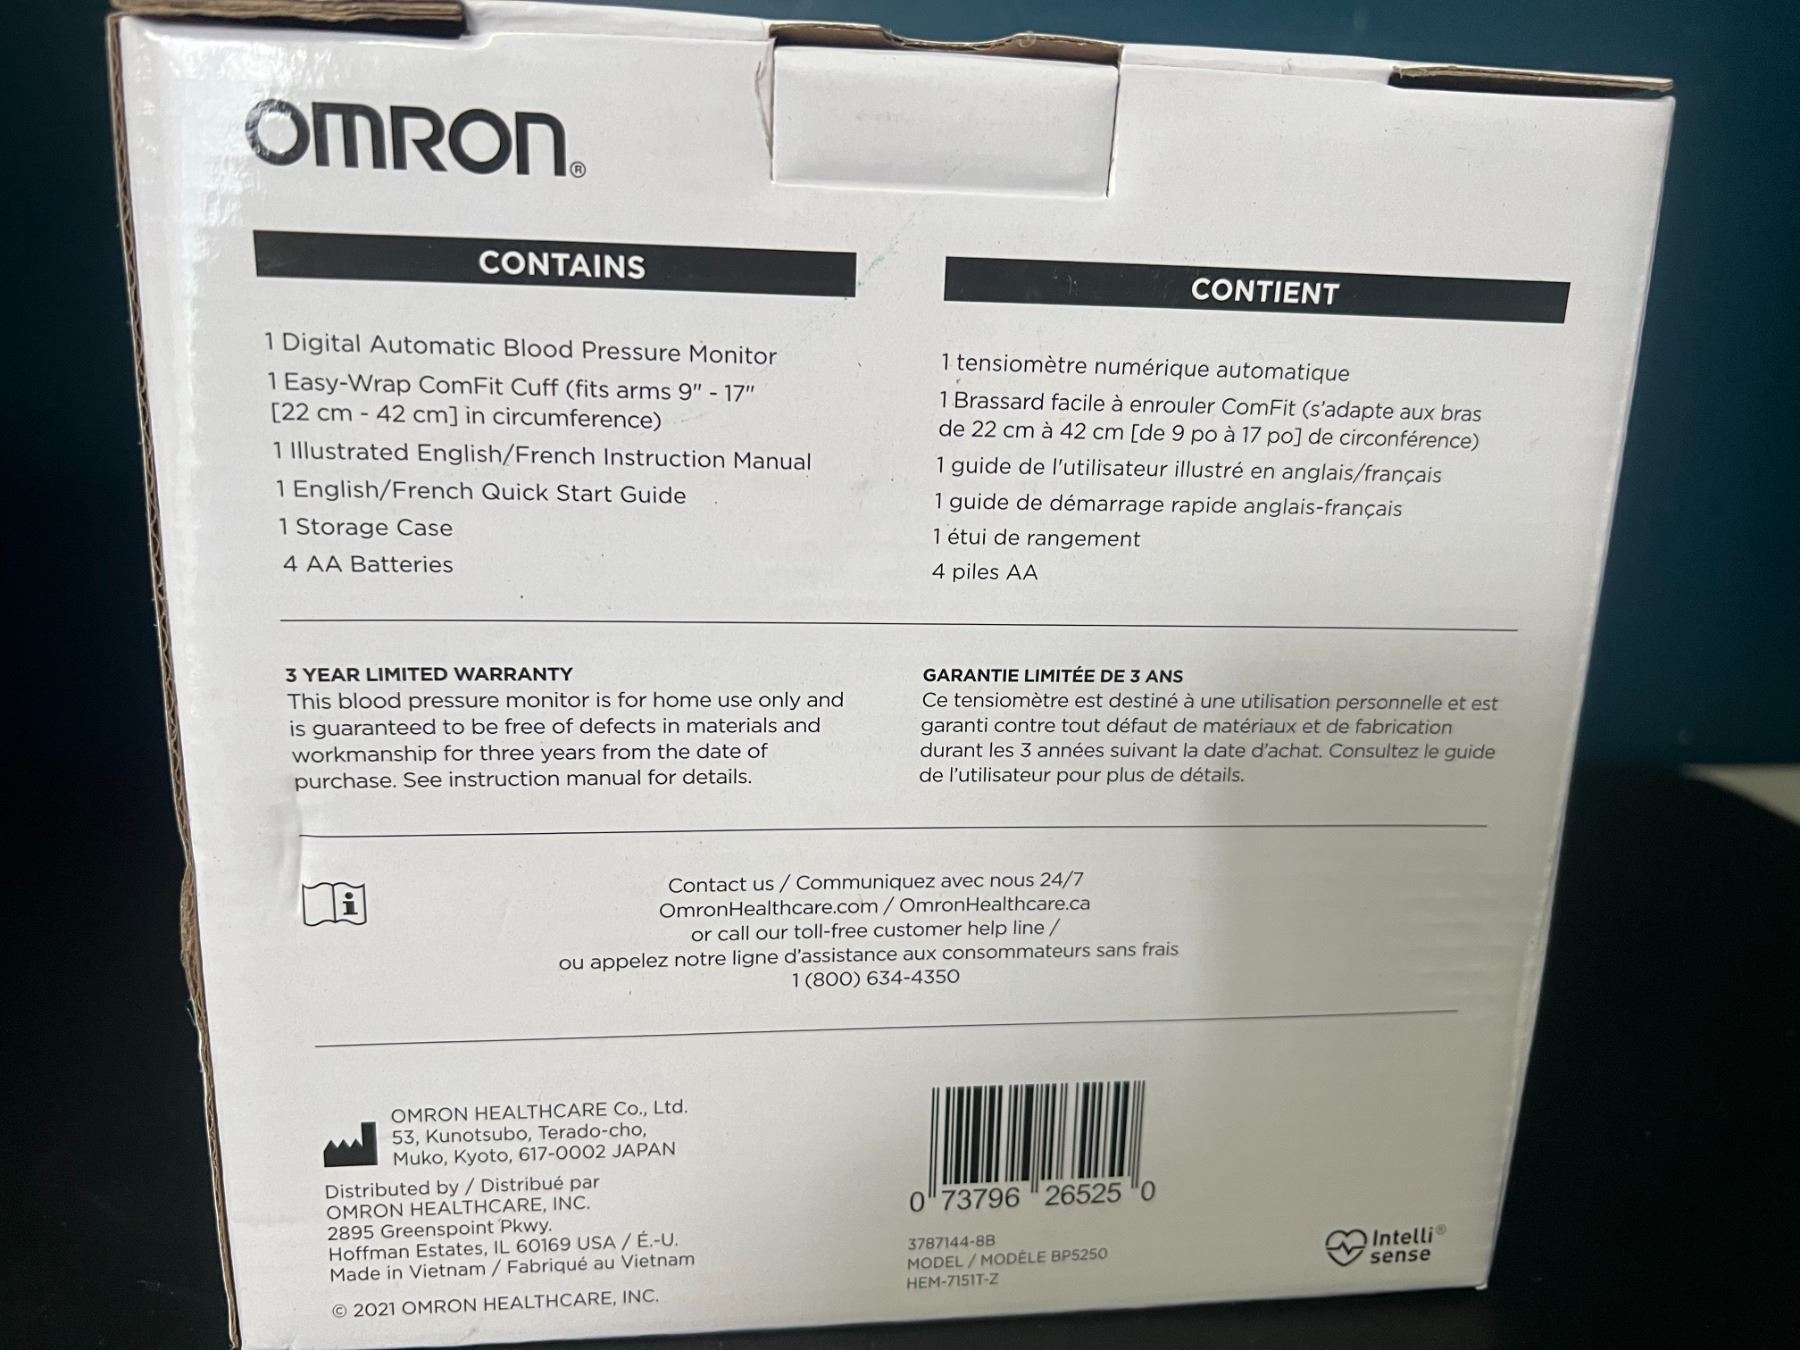 OMRON®
CONTAINS
1 Digital Automatic Blood Pressure Monitor
1 Easy-Wrap ComFit Cuff (fits arms 9" - 17"
[22 cm - 42 cm] in circumference)
1 Illustrated English/French Instruction Manual
1 English/French Quick Start Guide
1 Storage Case
4 AA Batteries
CONTIENT
1 tensiomètre numérique automatique
1 Brassard facile à enrouler ComFit (s'adapte aux bras
de 22 cm à 42 cm [de 9 po à 17 po] de circonférence)
1 guide de l'utilisateur illustré en anglais/français
1 guide de démarrage rapide anglais-français
1 étui de rangement
4 piles AA
3 YEAR LIMITED WARRANTY
This blood pressure monitor is for home use only and
is guaranteed to be free of defects in materials and
workmanship for three years from the date of
purchase. See instruction manual for details.
GARANTIE LIMITÉE DE 3 ANS
Ce tensiomètre est destiné à une utilisation personnelle et est
garanti contre tout défaut de matériaux et de fabrication
durant les 3 années suivant la date d'achat. Consultez le guide
de l'utilisateur pour plus de détails.
i
Contact us / Communiquez avec nous 24/7
OmronHealthcare.com / OmronHealthcare.ca
or call our toll-free customer help line /
ou appelez notre ligne d'assistance aux consommateurs sans frais
1 (800) 634-4350
OMRON HEALTHCARE Co., Ltd.
53, Kunotsubo, Terado-cho,
Muko, Kyoto, 617-0002 JAPAN
Distributed by / Distribué par
OMRON HEALTHCARE, INC.
2895 Greenspoint Pkwy.
Hoffman Estates, IL 60169 USA / É.-U.
Made in Vietnam / Fabriqué au Vietnam
© 2021 OMRON HEALTHCARE, INC.
0 73796 26525 0
3787144-8B
MODEL / MODÈLE BP5250
HEM-7151T-Z
Intelli®
sense